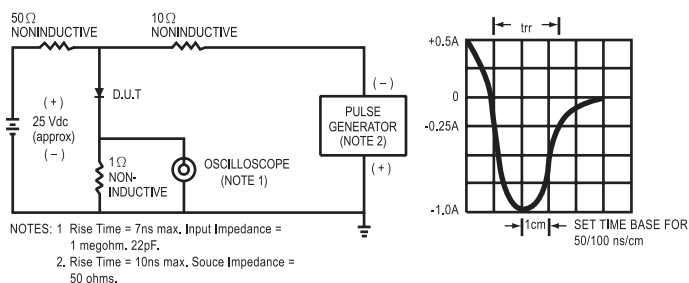 50Ω
NONINDUCTIVE
10Ω
NONINDUCTIVE
(+)
25 Vdc
(approx)
(−)
D.U.T
1Ω
NON-
INDUCTIVE
OSCILLOSCOPE
(NOTE 1)
(−)
PULSE
GENERATOR
(NOTE 2)
(+)
trr
+0.5A
0
-0.25A
-1.0A
1cm
SET TIME BASE FOR
50/100 ns/cm
NOTES: 1 Rise Time = 7ns max. Input Impedance =
1 megohm. 22pF.
2. Rise Time = 10ns max. Souce Impedance =
50 ohms.